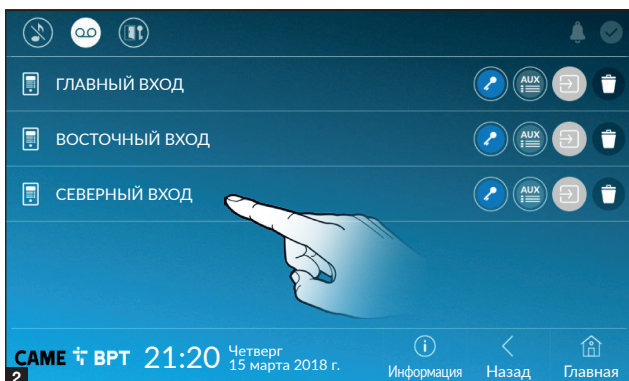 ГЛАВНЫЙ ВХОД
AUX
ВОСТОЧНЫЙ ВХОД
AUX
СЕВЕРНЫЙ ВХОД
AUX
CAME BPT 21:20 Четверг
15 марта 2018 г.
Информация
Назад
Главная
2